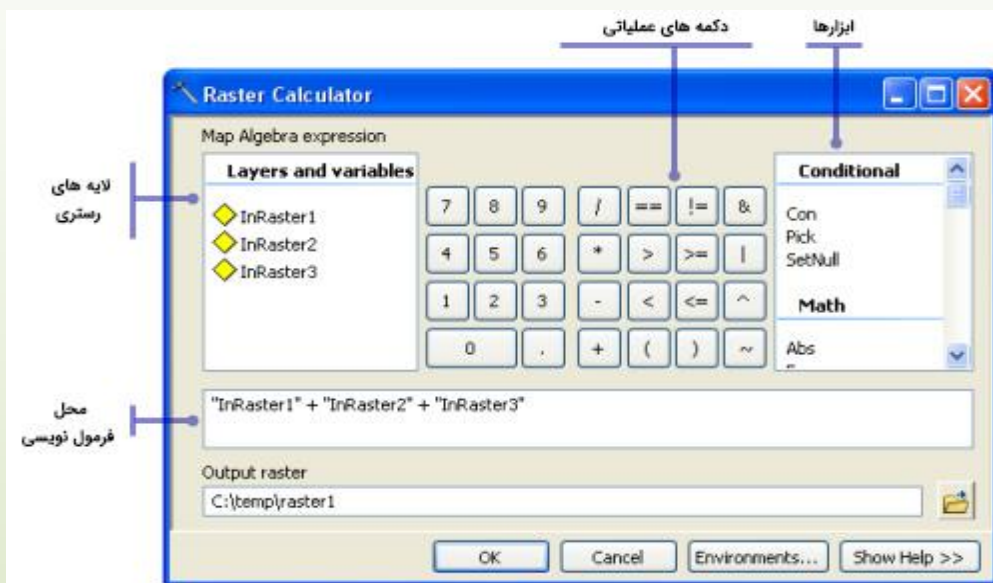 ابزارها
دکمه های عملیاتی
Raster Calculator
Map Algebra expression
لایه های
رستری
Layers and variables
InRaster1
InRaster2
InRaster3
7 8 9 / == != &
4 5 6 * > >= |
1 2 3 - < <= ^
0 . + ( ) ~
Conditional
Con
Pick
SetNull
Math
Abs
محل
فرمول نویسی
"InRaster1" + "InRaster2" + "InRaster3"
Output raster
C:\temp\raster1
OK Cancel Environments... Show Help >>